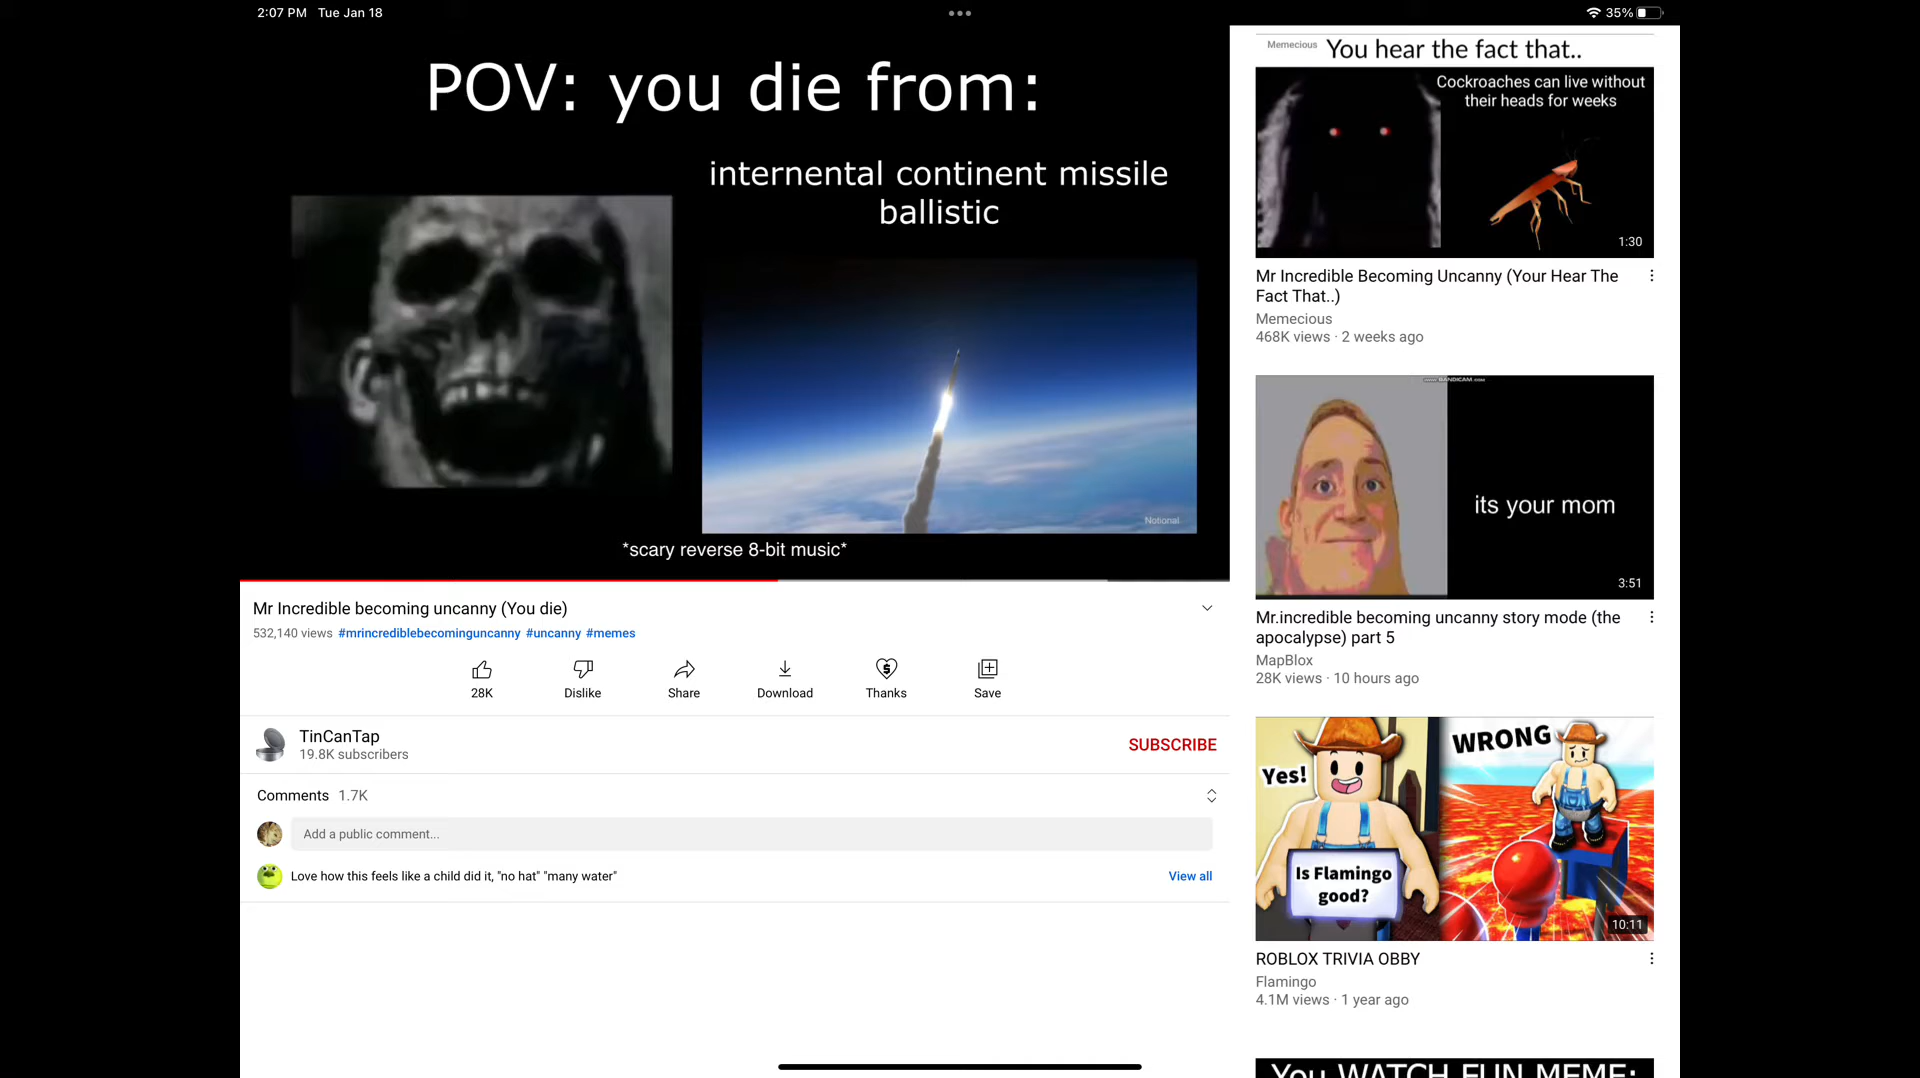 2:07 PM Tue Jan 18
35%
POV: you die from:
internental continent missile
ballistic
Notional
*scary reverse 8-bit music*
Mr Incredible becoming uncanny (You die)
532,140 views #mrincrediblebecominguncanny #uncanny #memes
28K
Dislike
Share
Download
Thanks
Save
TinCanTap
19.8K subscribers
SUBSCRIBE
Comments 1.7K
Add a public comment...
Love how this feels like a child did it, "no hat" "many water"
View all
Memecious
You hear the fact that..
Cockroaches can live without
their heads for weeks
1:30
Mr Incredible Becoming Uncanny (Your Hear The
Fact That..)
Memecious
468K views · 2 weeks ago
www.BANDICAM.com
its your mom
3:51
Mr.incredible becoming uncanny story mode (the
apocalypse) part 5
MapBlox
28K views · 10 hours ago
Yes!
WRONG
Is Flamingo
good?
10:11
ROBLOX TRIVIA OBBY
Flamingo
4.1M views · 1 year ago
You WATCH FUN MEME: